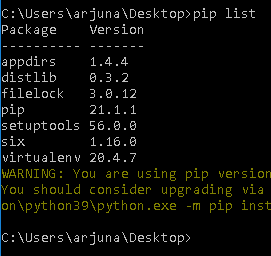 C:\Users\arjuna\Desktop>pip list
Package    Version
---------- -------
appdirs    1.4.4
distlib    0.3.2
filelock   3.0.12
pip        21.1.1
setuptools 56.0.0
six        1.16.0
virtualenv 20.4.7
WARNING: You are using pip version
You should consider upgrading via
on\python39\python.exe -m pip inst
C:\Users\arjuna\Desktop>